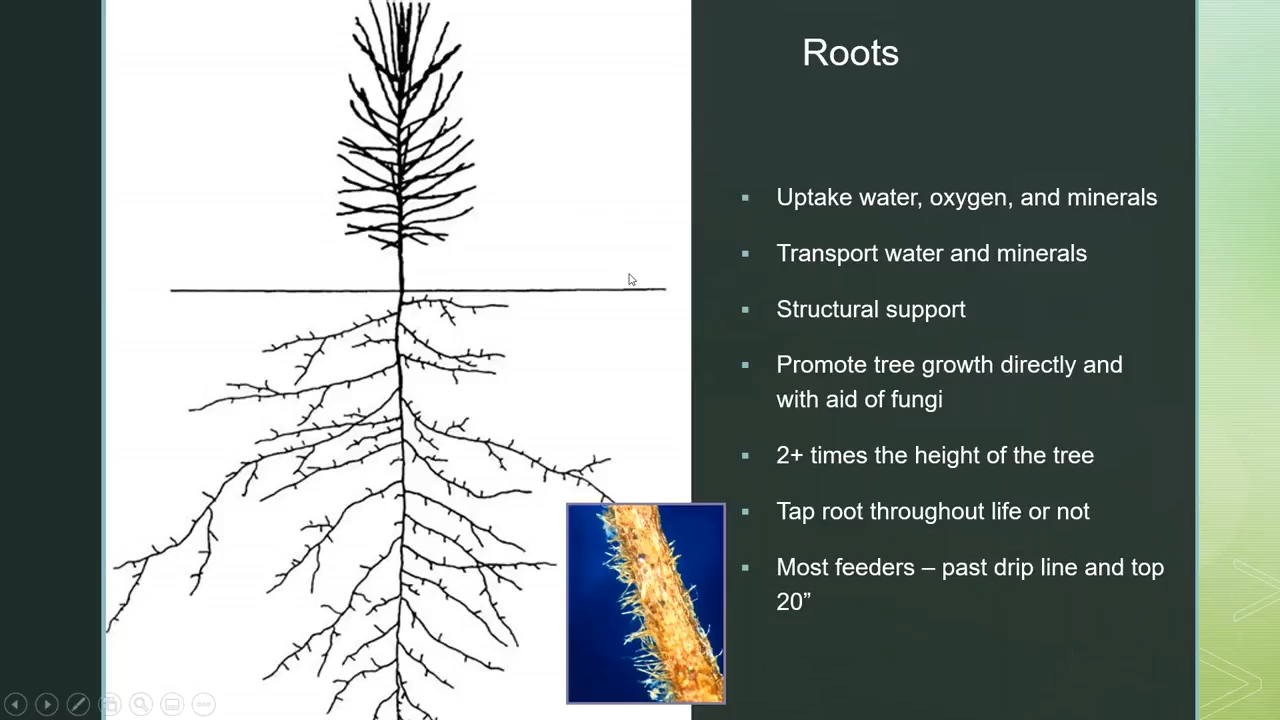 Roots
Uptake water, oxygen, and minerals
Transport water and minerals
Structural support
Promote tree growth directly and
with aid of fungi
2+ times the height of the tree
Tap root throughout life or not
Most feeders – past drip line and top
20”